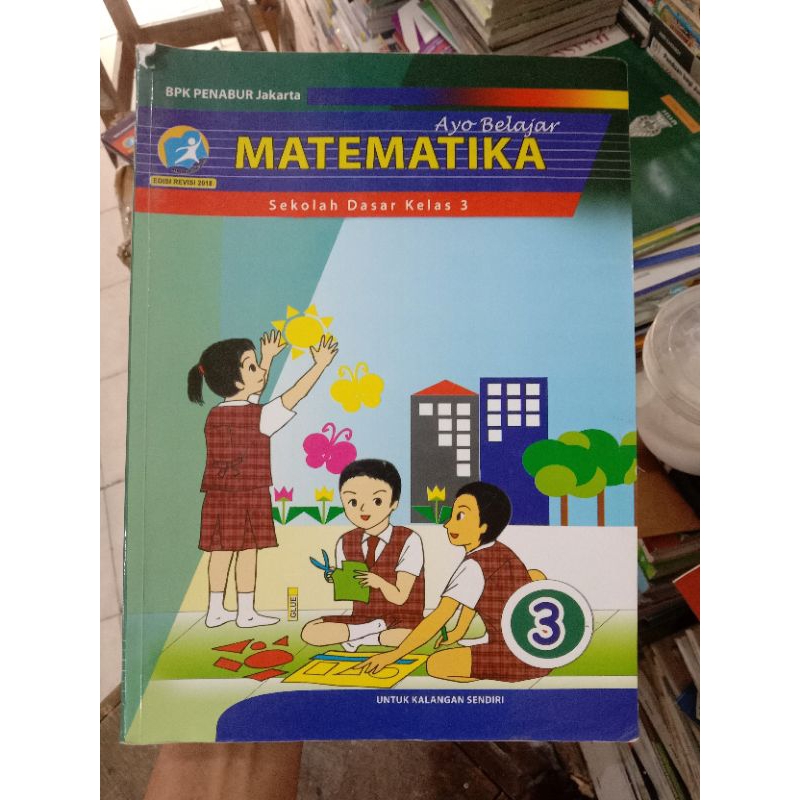 BPK PENABUR Jakarta
Ayo Belajar
MATEMATIKA
EDISI REVISI 2018
Sekolah Dasar Kelas 3
GLUE
3
UNTUK KALANGAN SENDIRI